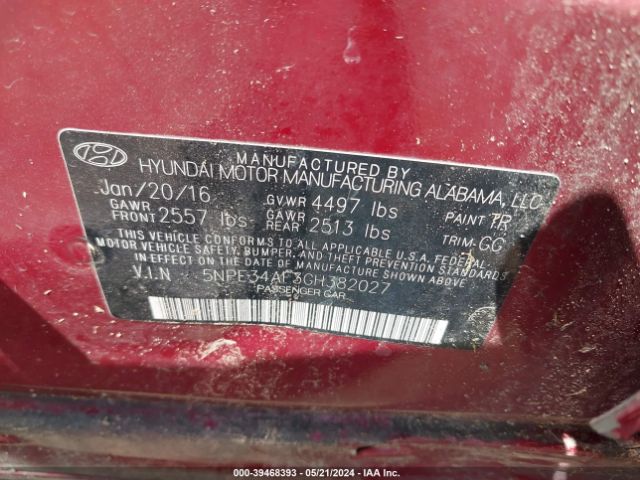 MANUFACTURED BY
HYUNDAI MOTOR MANUFACTURING ALABAMA, LLC
Jan/20/16 GVWR 4497 lbs PAINT TR
GAWR FRONT 2557 lbs GAWR REAR 2513 lbs TRIM-GG
THIS VEHICLE CONFORMS TO ALL APPLICABLE U.S.A. FEDERAL
MOTOR VEHICLE SAFETY, BUMPER, AND THEFT PREVENTION STANDARDS
IN EFFECT ON THE DATE OF MANUFACTURE SHOWN ABOVE.
V.I.N 5NPE34AF3GH382027
PASSENGER CAR
000-39468393 - 05/21/2024 - IAA Inc.